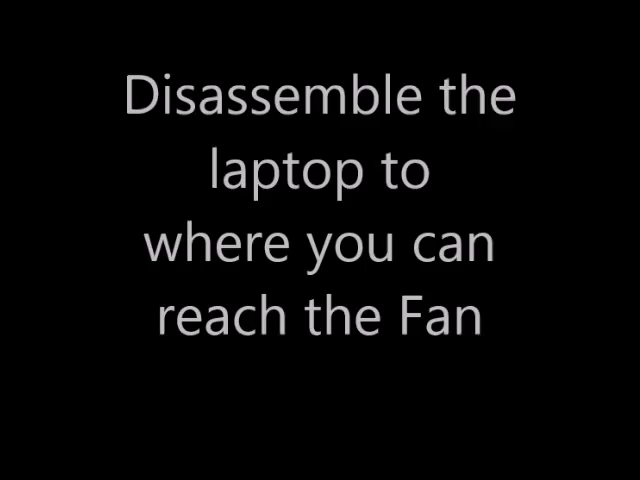 Disassemble the
laptop to
where you can
reach the Fan